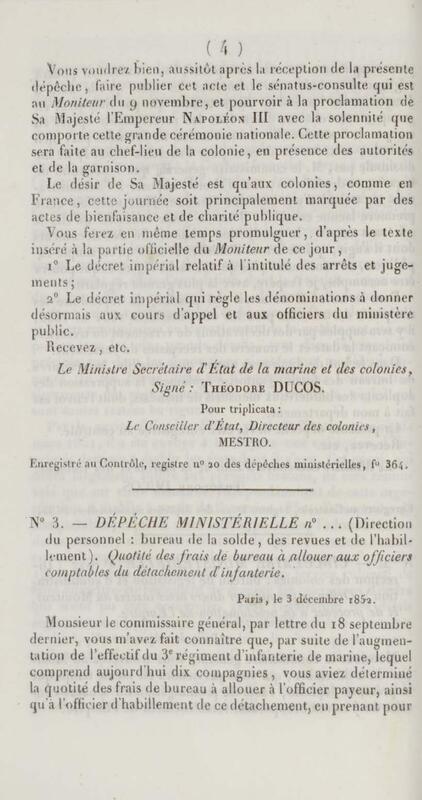 ( 4 )
Vous voudrez bien, aussitôt après la réception de la présente
dépêche, faire publier cet acte et le sénatus-consulte qui est
au Moniteur du 9 novembre, et pourvoir à la proclamation de
Sa Majesté l'Empereur NAPOLÉON III avec la solennité que
comporte cette grande cérémonie nationale. Cette proclamation
sera faite au chef-lieu de la colonie, en présence des autorités
et de la garnison.
Le désir de Sa Majesté est qu'aux colonies, comme en
France, cette journée soit principalement marquée par des
actes de bienfaisance et de charité publique.
Vous ferez en même temps promulguer, d'après le texte
inséré à la partie officielle du Moniteur de ce jour,
1° Le décret impérial relatif à l'intitulé des arrêts et juge-
ments;
2° Le décret impérial qui règle les dénominations à donner
désormais aux cours d'appel et aux officiers du ministère
public.
Recevez, etc.
Le Ministre Secrétaire d'État de la marine et des colonies,
Signé : THÉODORE DUCOS.
Pour triplicata :
Le Conseiller d'État, Directeur des colonies,
MESTRO.
Enregistré au Contrôle, registre n° 20 des dépêches ministérielles, f° 364.
N° 3. — DÉPÊCHE MINISTÉRIELLE n° ... (Direction
du personnel : bureau de la solde, des revues et de l'habil-
lement). Quotité des frais de bureau à allouer aux officiers
comptables du détachement d'infanterie.
Paris, le 3 décembre 1852.
Monsieur le commissaire général, par lettre du 18 septembre
dernier, vous m'avez fait connaître que, par suite de l'augmen-
tation de l'effectif du 3e régiment d'infanterie de marine, lequel
comprend aujourd'hui dix compagnies, vous aviez déterminé
la quotité des frais de bureau à allouer à l'officier payeur, ainsi
qu'à l'officier d'habillement de ce détachement, en prenant pour